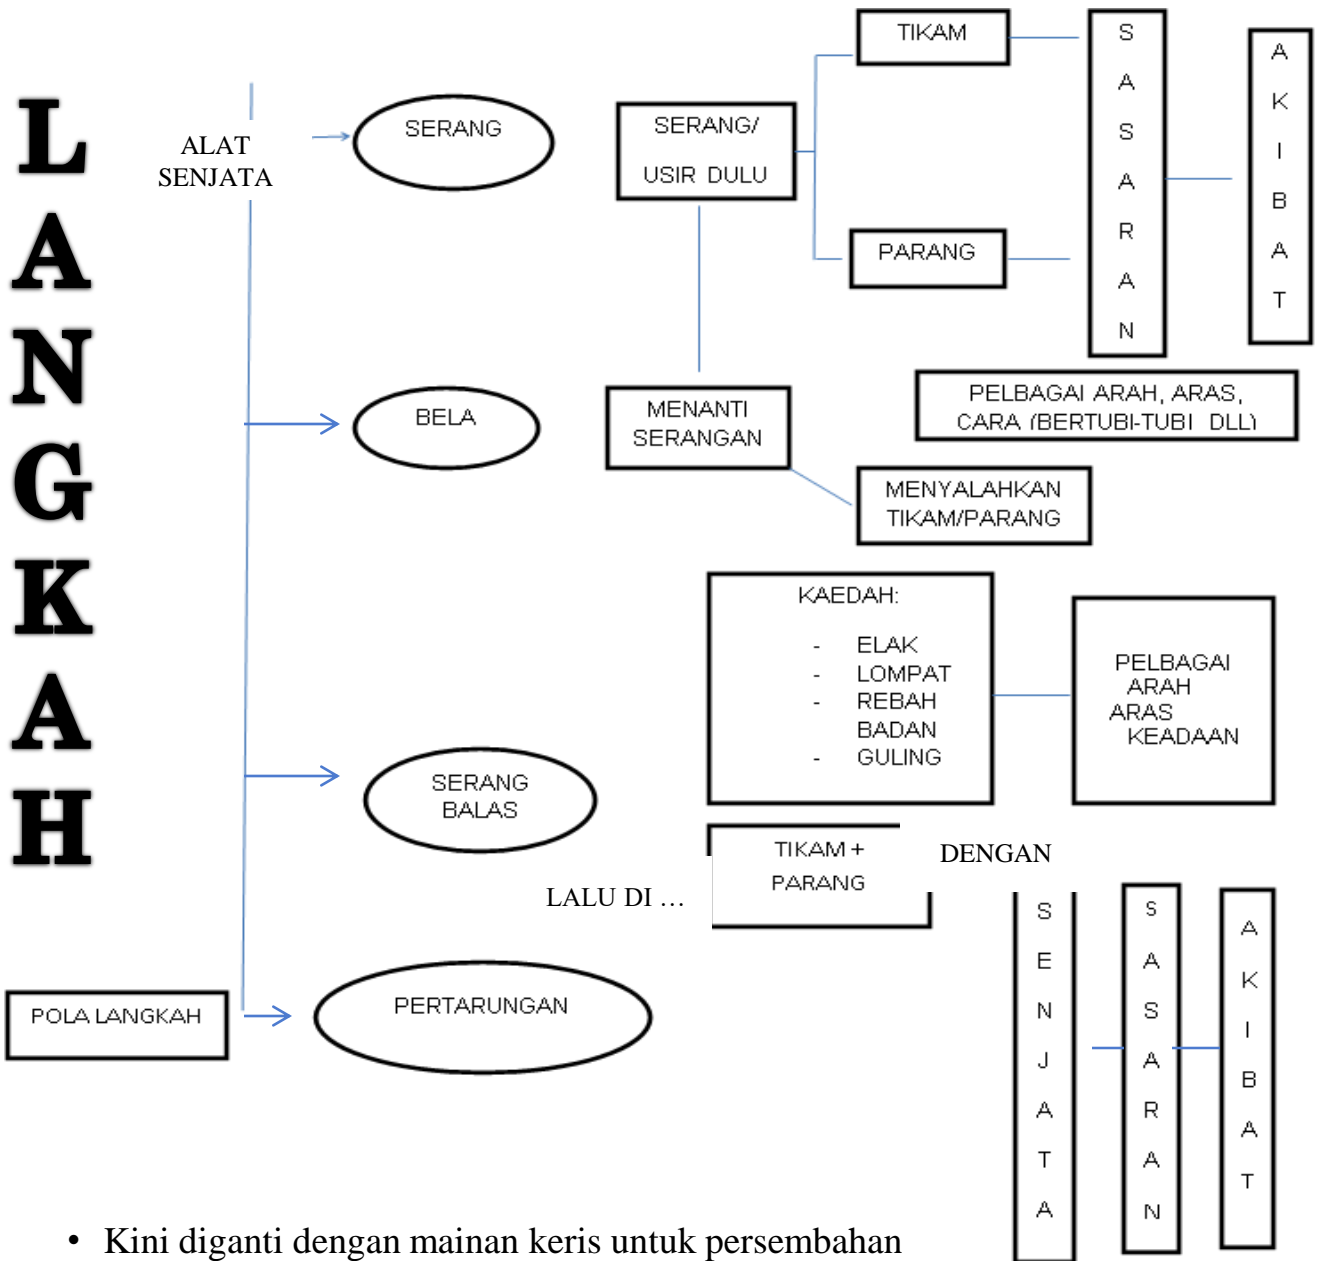 LANGKAH
ALAT
SENJATA
SERANG
SERANG/
USIR DULU
TIKAM
PARANG
SASARAN
AKIBAT
BELA
MENANTI
SERANGAN
PELBAGAI ARAH, ARAS,
CARA (BERTUBI-TUBI DLL)
MENYALAHKAN
TIKAM/PARANG
KAEDAH:
- ELAK
- LOMPAT
- REBAH
BADAN
- GULING
PELBAGAI
ARAH
ARAS
KEADAAN
SERANG
BALAS
LALU DI …
TIKAM +
PARANG
DENGAN
SENJATA
SASARAN
AKIBAT
POLA LANGKAH
PERTARUNGAN
• Kini diganti dengan mainan keris untuk persembahan